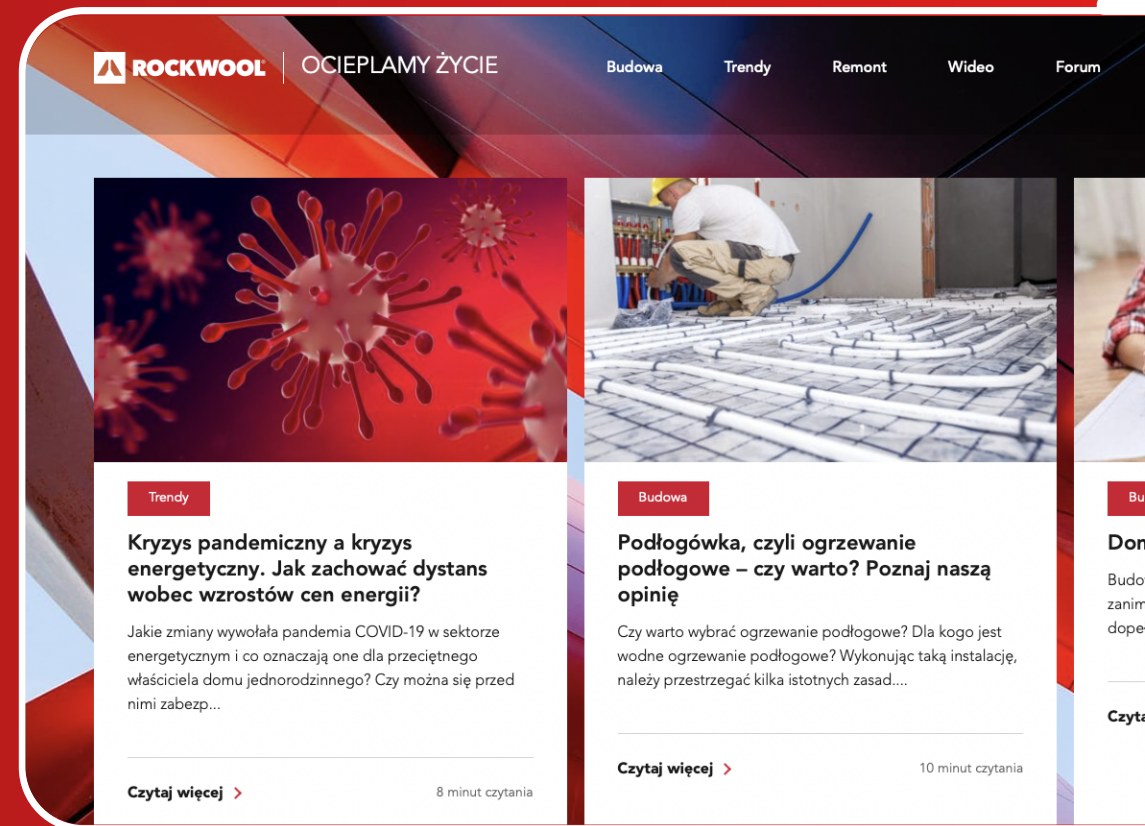 ROCKWOOL
OCIEPLAMY ŻYCIE
Budowa
Trendy
Remont
Wideo
Forum
Trendy
Kryzys pandemiczny a kryzys
energetyczny. Jak zachować dystans
wobec wzrostów cen energii?
Jakie zmiany wywołała pandemia COVID-19 w sektorze
energetycznym i co oznaczają one dla przeciętnego
właściciela domu jednorodzinnego? Czy można się przed
nimi zabezp...
Czytaj więcej
8 minut czytania
Budowa
Podłogówka, czyli ogrzewanie
podłogowe – czy warto? Poznaj naszą
opinię
Czy warto wybrać ogrzewanie podłogowe? Dla kogo jest
wodne ogrzewanie podłogowe? Wykonując taką instalację,
należy przestrzegać kilka istotnych zasad....
Czytaj więcej
10 minut czytania